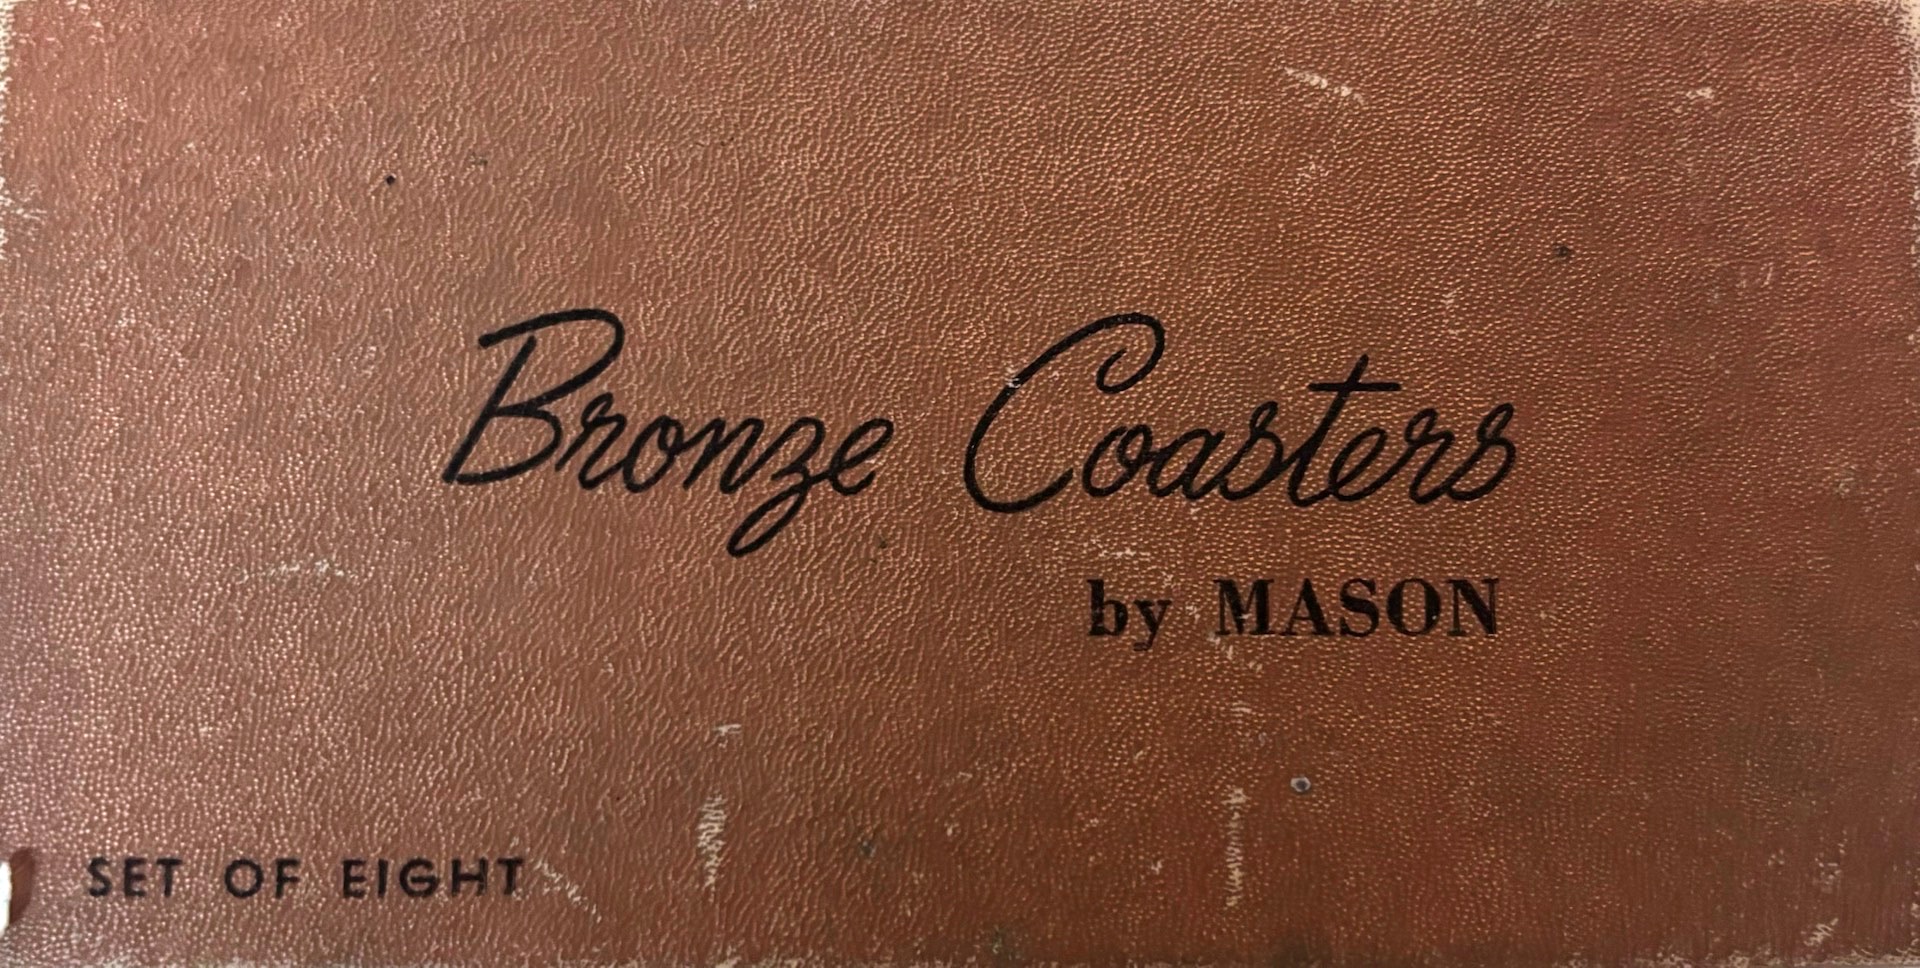 Bronze Coasters
by MASON
SET OF EIGHT